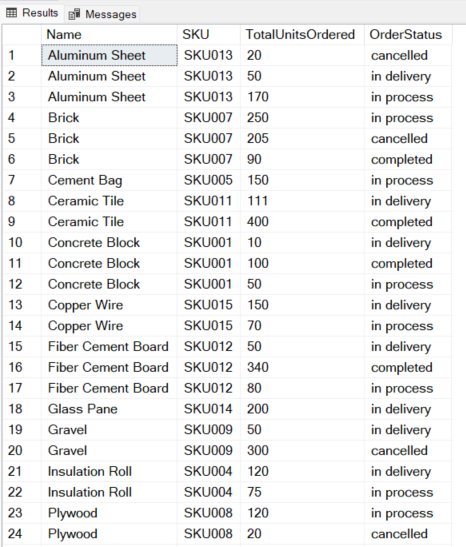 Results Messages
Name SKU TotalUnitsOrdered OrderStatus
1 Aluminum Sheet SKU013 20 cancelled
2 Aluminum Sheet SKU013 50 in delivery
3 Aluminum Sheet SKU013 170 in process
4 Brick SKU007 250 in process
5 Brick SKU007 205 cancelled
6 Brick SKU007 90 completed
7 Cement Bag SKU005 150 in process
8 Ceramic Tile SKU011 111 in delivery
9 Ceramic Tile SKU011 400 completed
10 Concrete Block SKU001 10 in delivery
11 Concrete Block SKU001 100 completed
12 Concrete Block SKU001 50 in process
13 Copper Wire SKU015 150 in delivery
14 Copper Wire SKU015 70 in process
15 Fiber Cement Board SKU012 50 in delivery
16 Fiber Cement Board SKU012 340 completed
17 Fiber Cement Board SKU012 80 in process
18 Glass Pane SKU014 200 in delivery
19 Gravel SKU009 50 in delivery
20 Gravel SKU009 300 cancelled
21 Insulation Roll SKU004 120 in delivery
22 Insulation Roll SKU004 75 in process
23 Plywood SKU008 120 in process
24 Plywood SKU008 20 cancelled